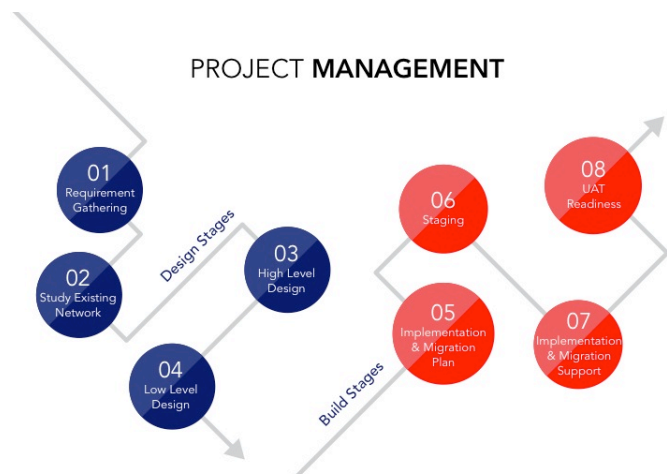 PROJECT MANAGEMENT
01
Requirement
Gathering
02
Study Existing
Network
Design Stages
03
High Level
Design
04
Low Level
Design
Build Stages
05
Implementation
& Migration
Plan
06
Staging
07
Implementation
& Migration
Support
08
UAT
Readiness